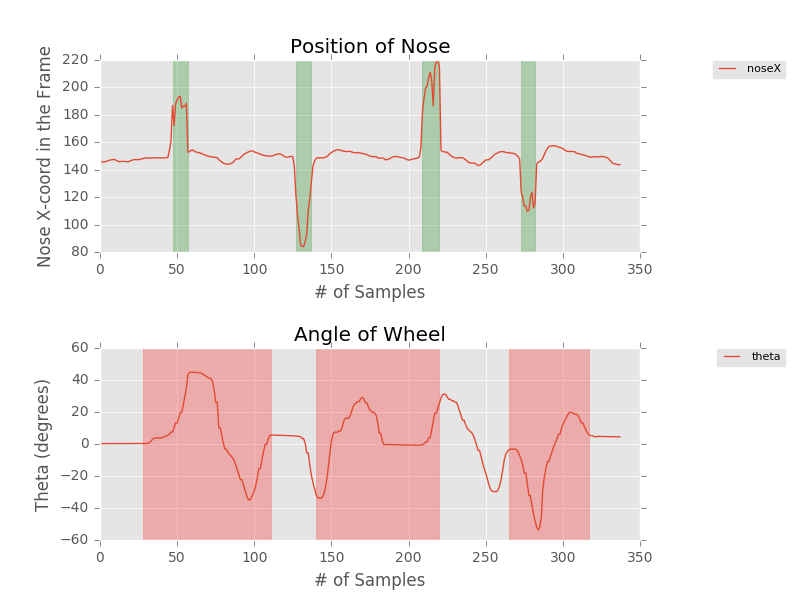 Position of Nose
Nose X-coord in the Frame
220
200
180
160
140
120
100
80
0 50 100 150 200 250 300 350
# of Samples
noseX
Angle of Wheel
Theta (degrees)
60
40
20
0
−20
−40
−60
0 50 100 150 200 250 300 350
# of Samples
theta